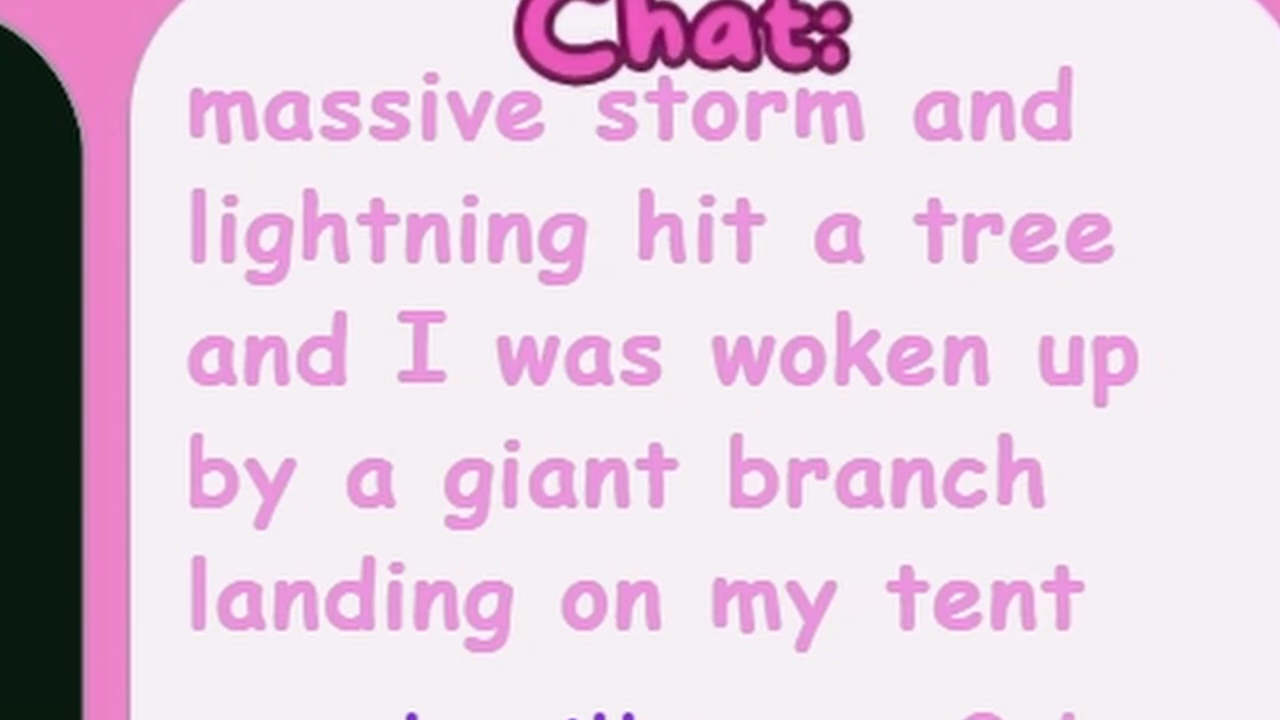 Chat:
massive storm and
lightning hit a tree
and I was woken up
by a giant branch
landing on my tent